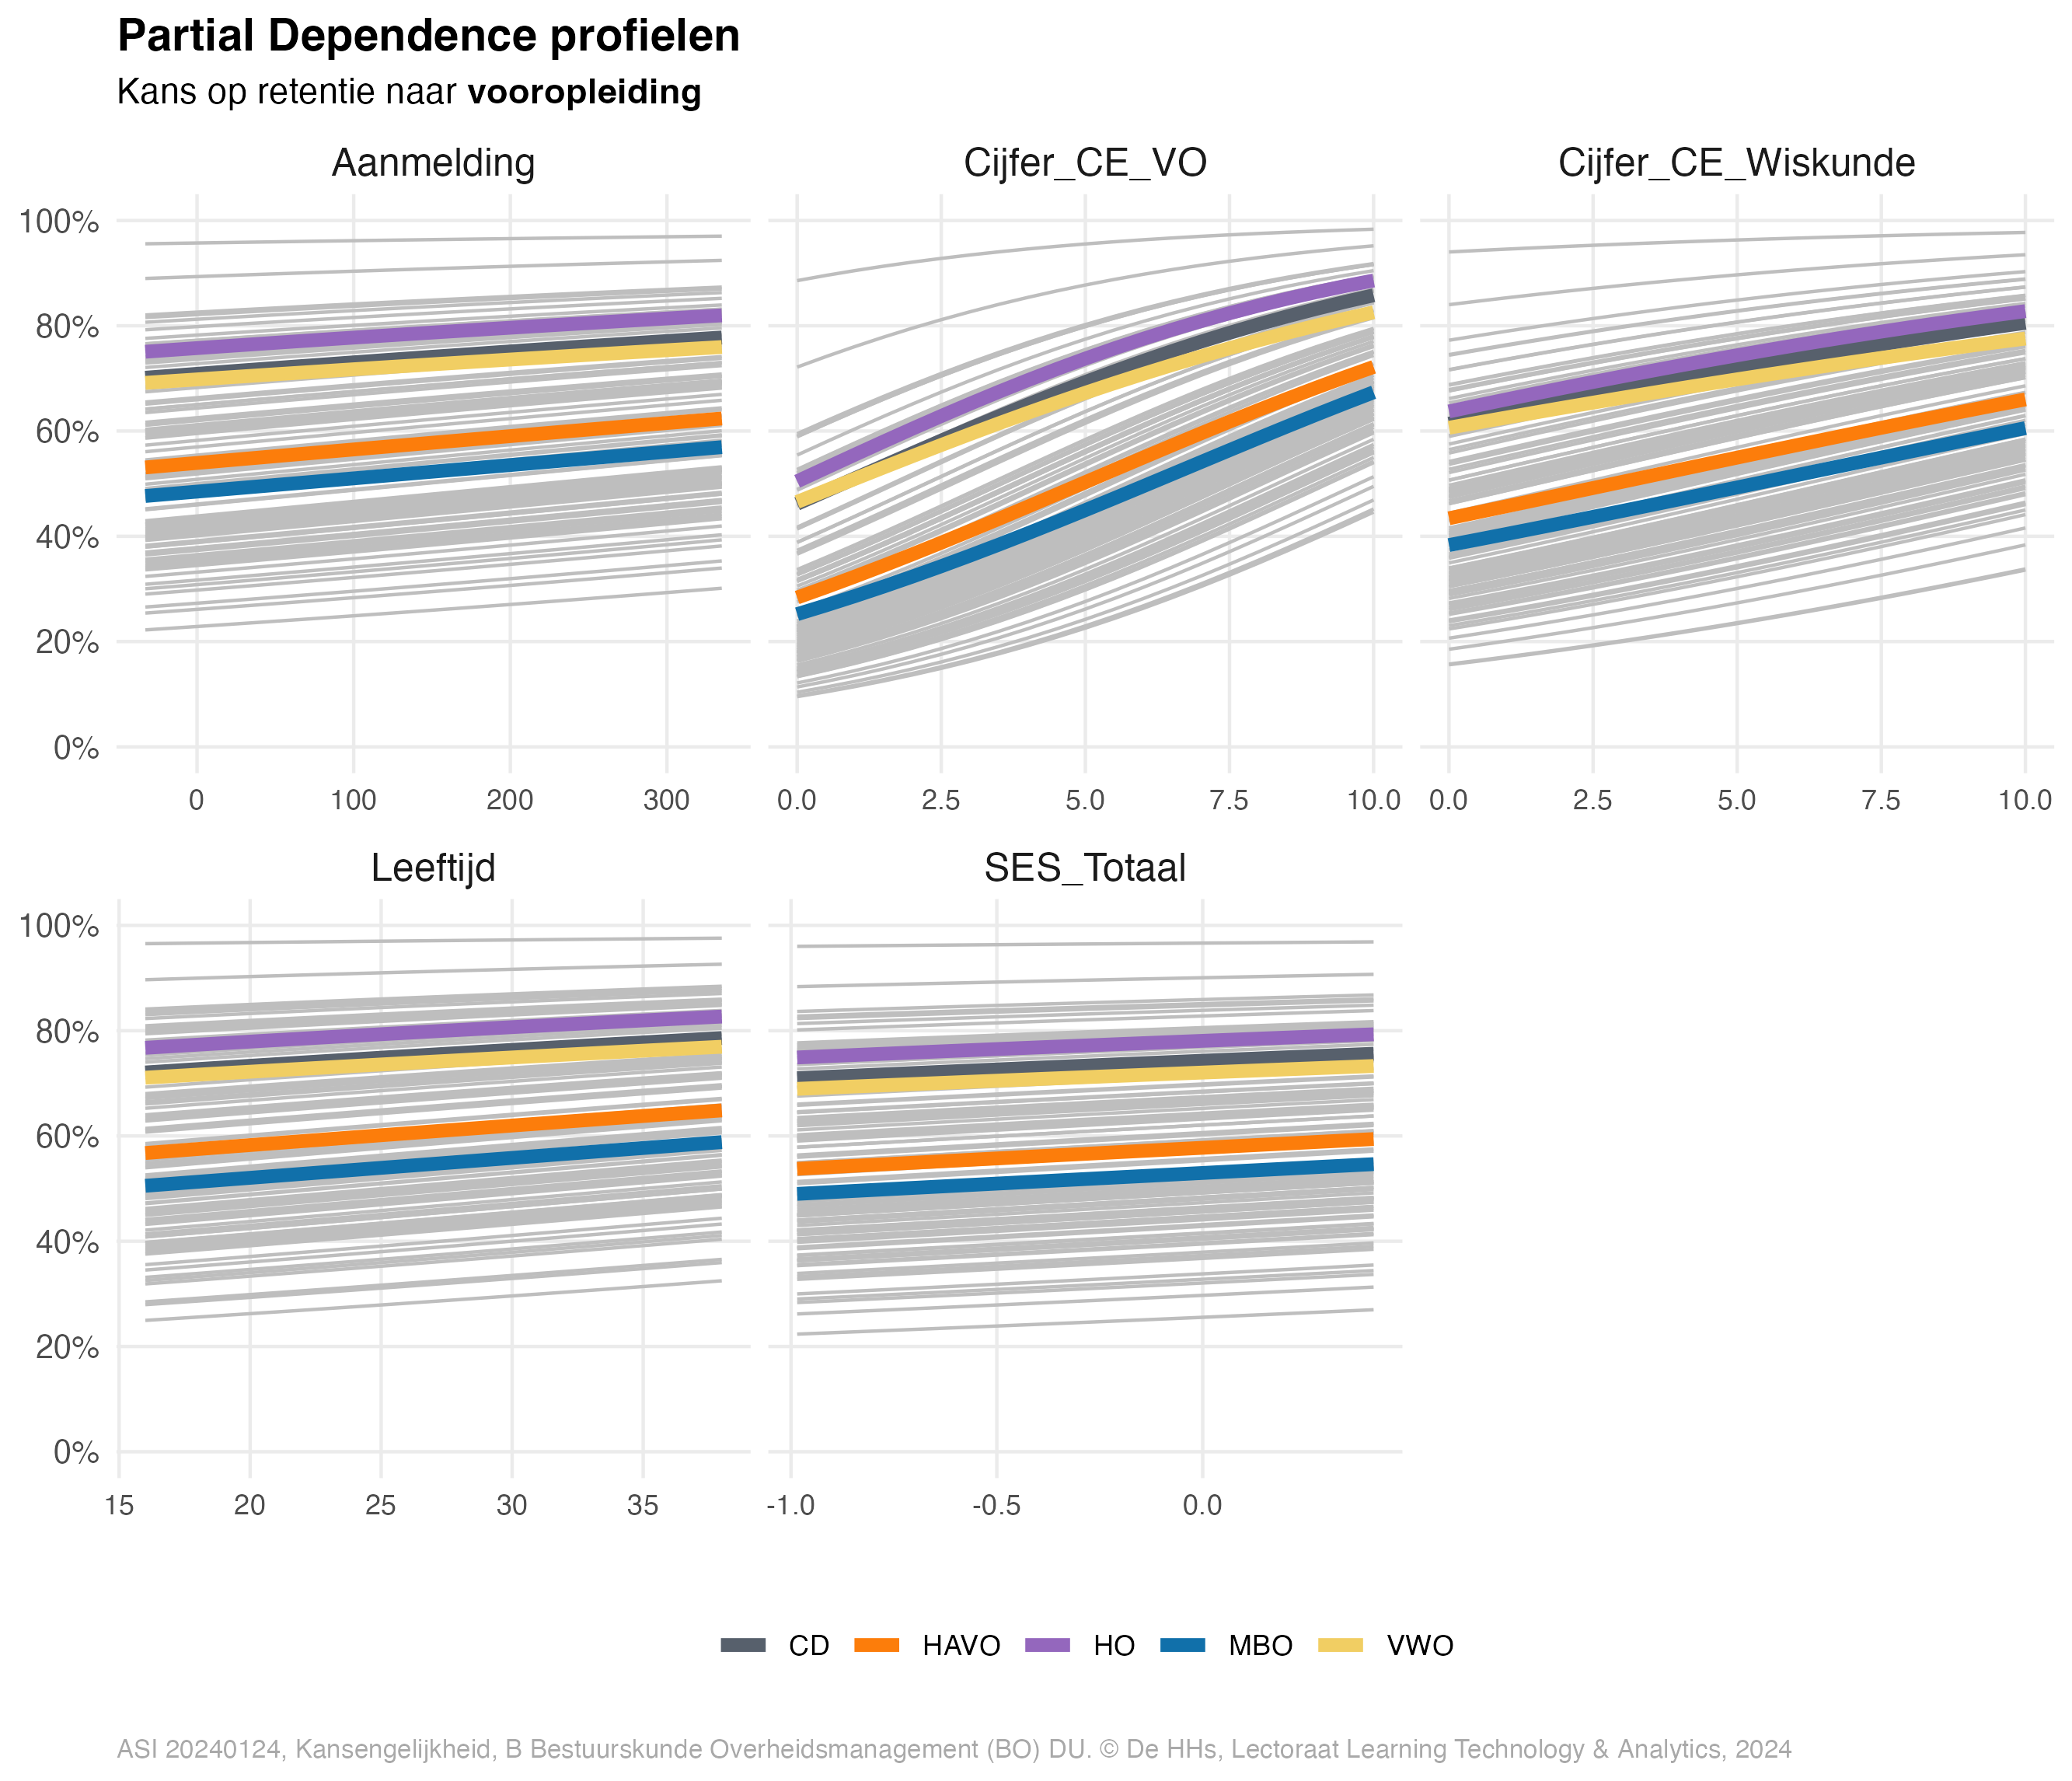 Partial Dependence profielen
Kans op retentie naar vooropleiding
Aanmelding Cijfer_CE_VO Cijfer_CE_Wiskunde
100%
80%
60%
40%
20%
0%
0 100 200 300 0.0 2.5 5.0 7.5 10.0 0.0 2.5 5.0 7.5 10.0
Leeftijd SES_Totaal
100%
80%
60%
40%
20%
0%
15 20 25 30 35 -1.0 -0.5 0.0
CD HAVO HO MBO VWO
ASI 20240124, Kansengelijkheid, B Bestuurskunde Overheidsmanagement (BO) DU. © De HHs, Lectoraat Learning Technology & Analytics, 2024